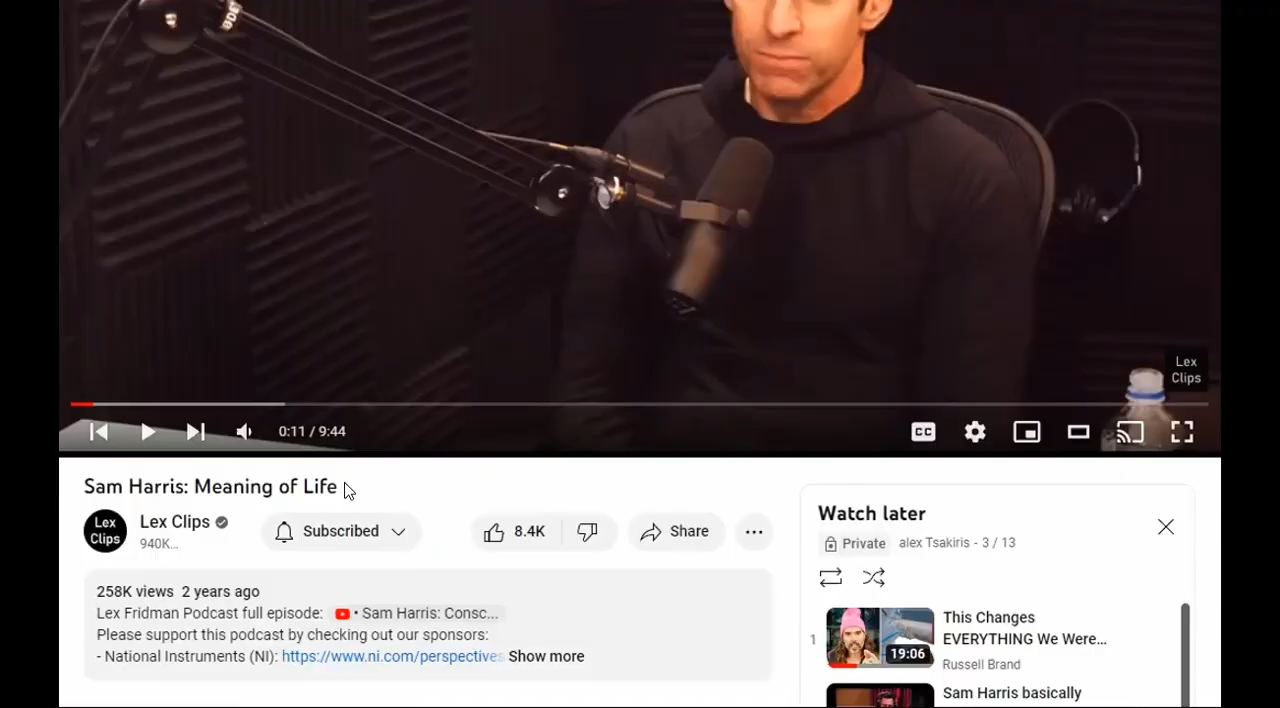 Lex
Clips
0:11 / 9:44
CC
Sam Harris: Meaning of Life
Lex
Clips
Lex Clips
940K...
Subscribed
8.4K
Share
258K views 2 years ago
Lex Fridman Podcast full episode: • Sam Harris: Consc...
Please support this podcast by checking out our sponsors:
- National Instruments (NI): https://www.ni.com/perspectives Show more
Watch later
Private alex Tsakiris - 3 / 13
1
19:06
This Changes
EVERYTHING We Were...
Russell Brand
Sam Harris basically